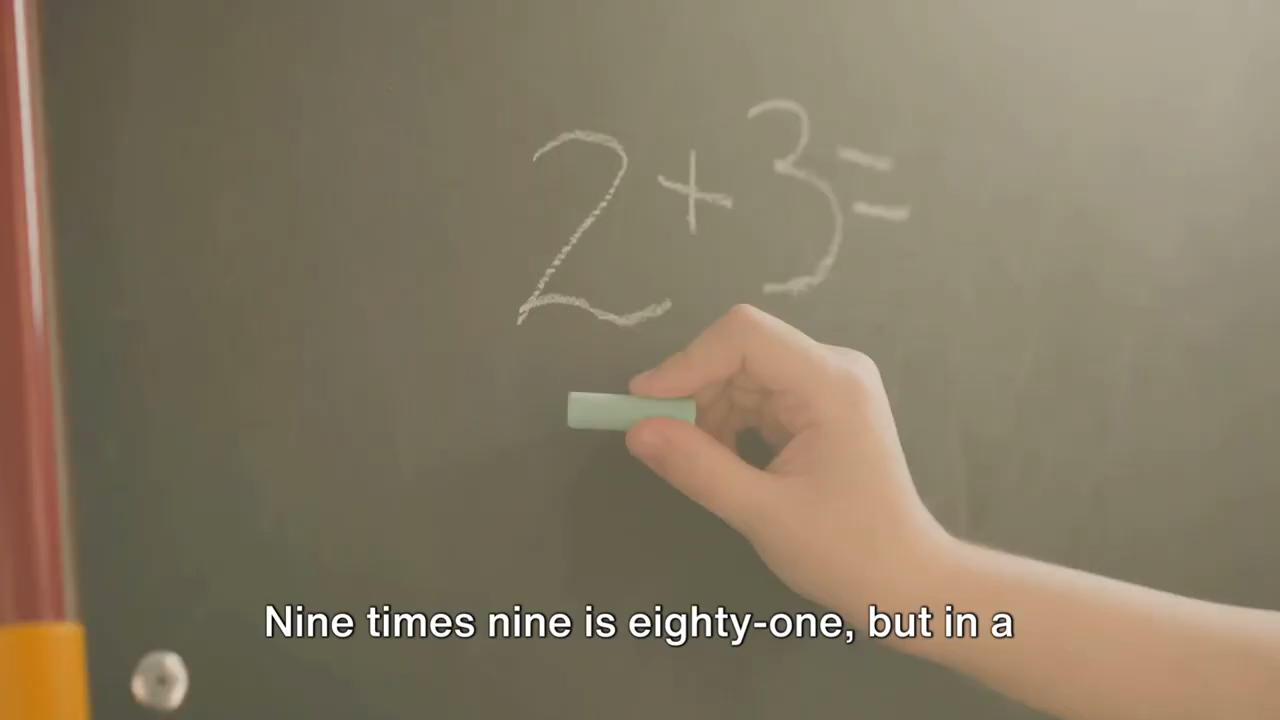 2+3=
Nine times nine is eighty-one, but in a